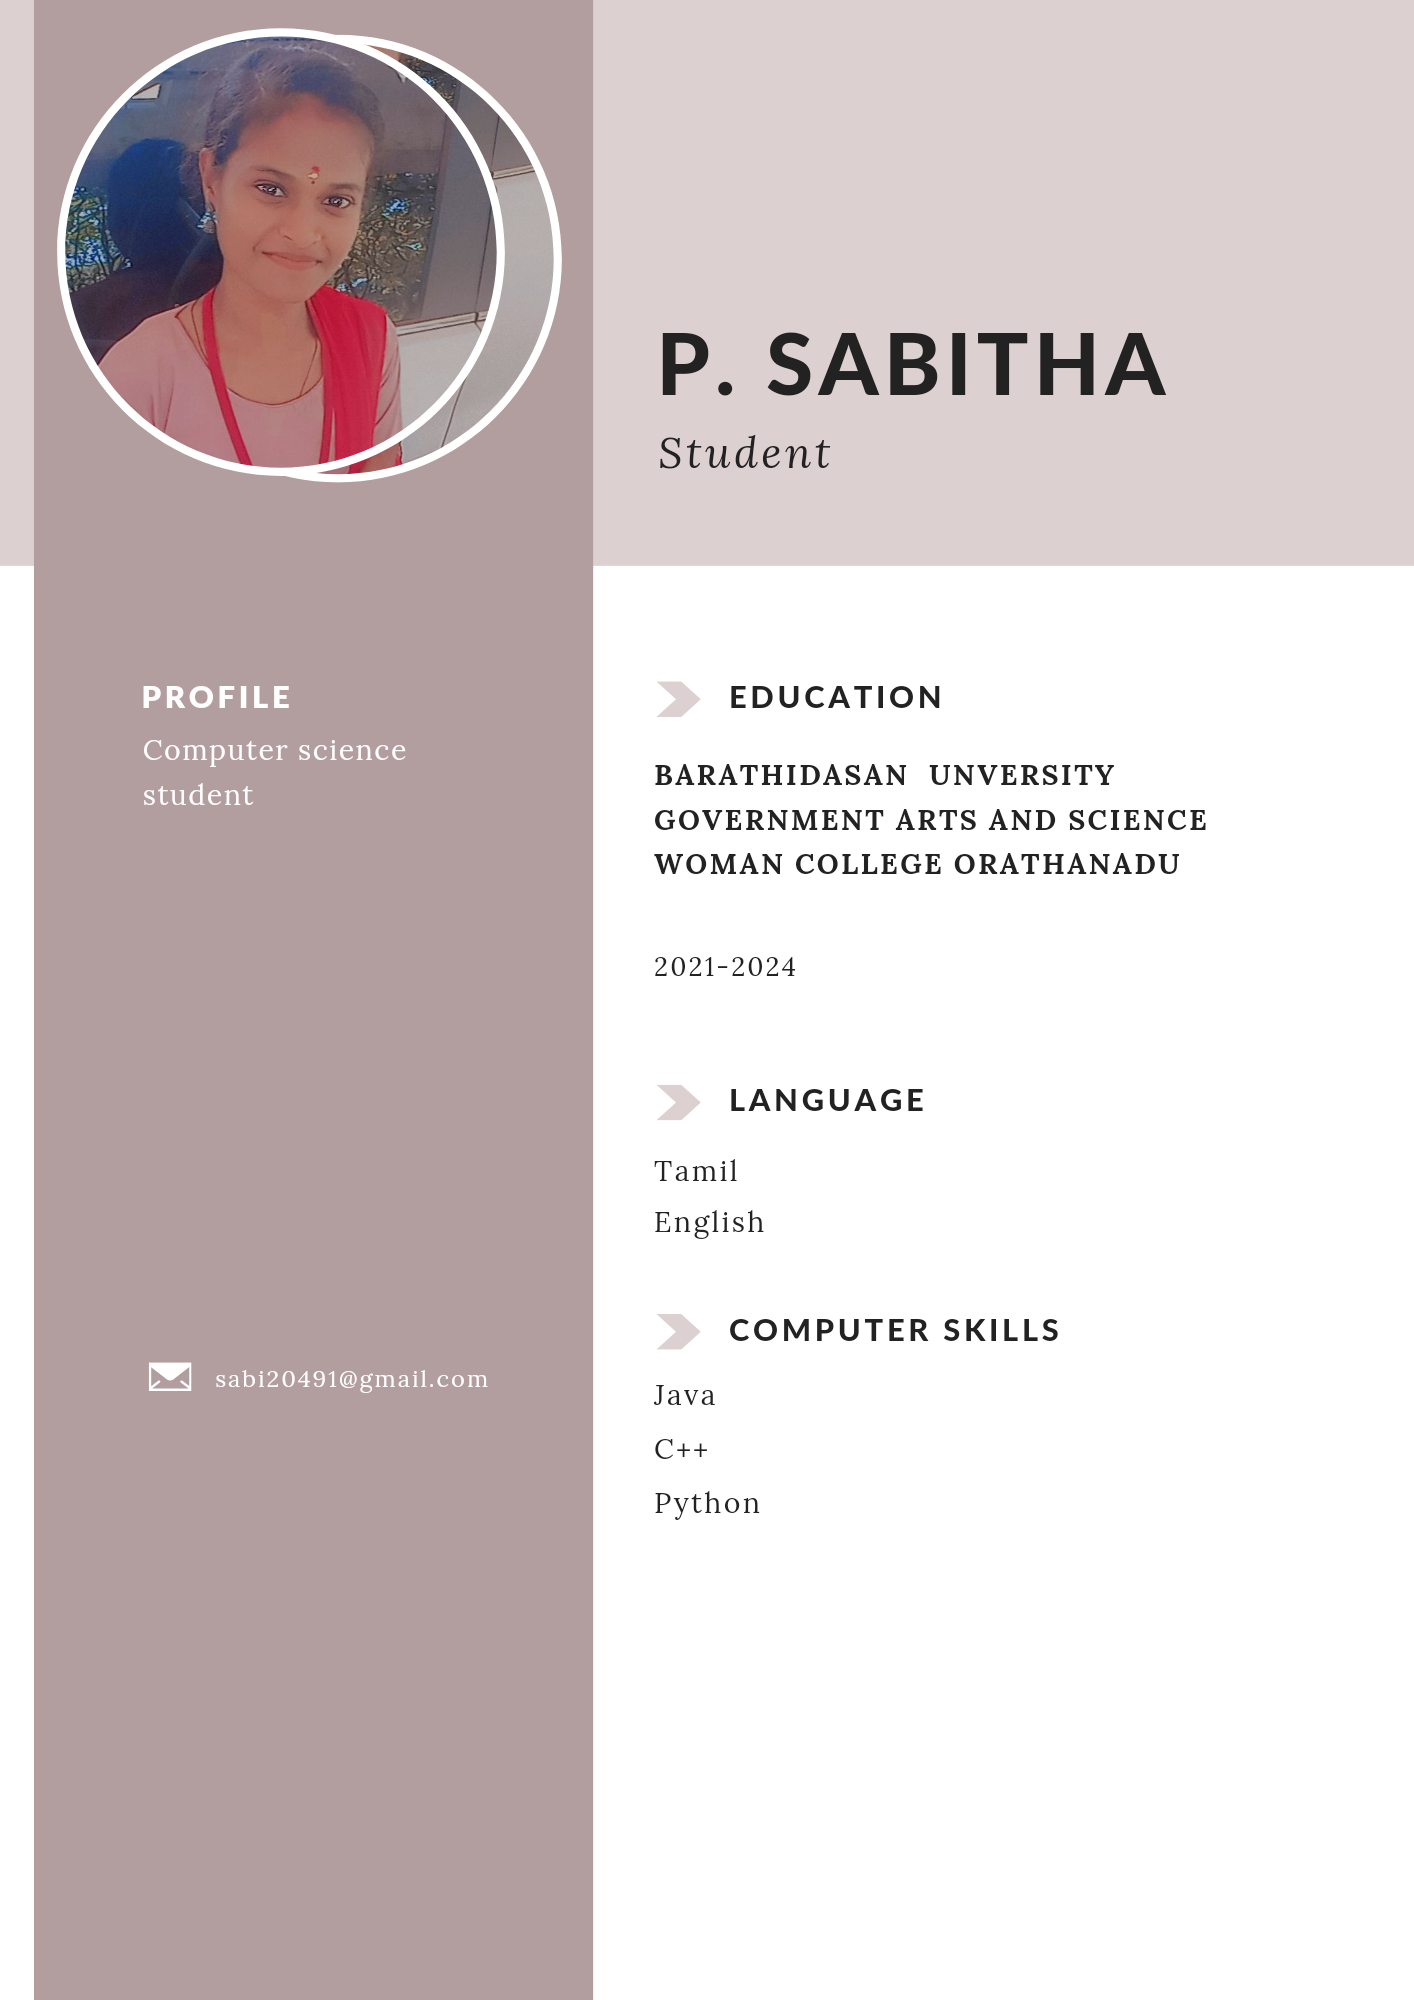 P. SABITHA
Student
PROFILE
Computer science
student
sabi20491@gmail.com
EDUCATION
BARATHIDASAN  UNVERSITY
GOVERNMENT ARTS AND SCIENCE
WOMAN COLLEGE ORATHANADU
2021-2024
LANGUAGE
Tamil
English
COMPUTER SKILLS
Java
C++
Python